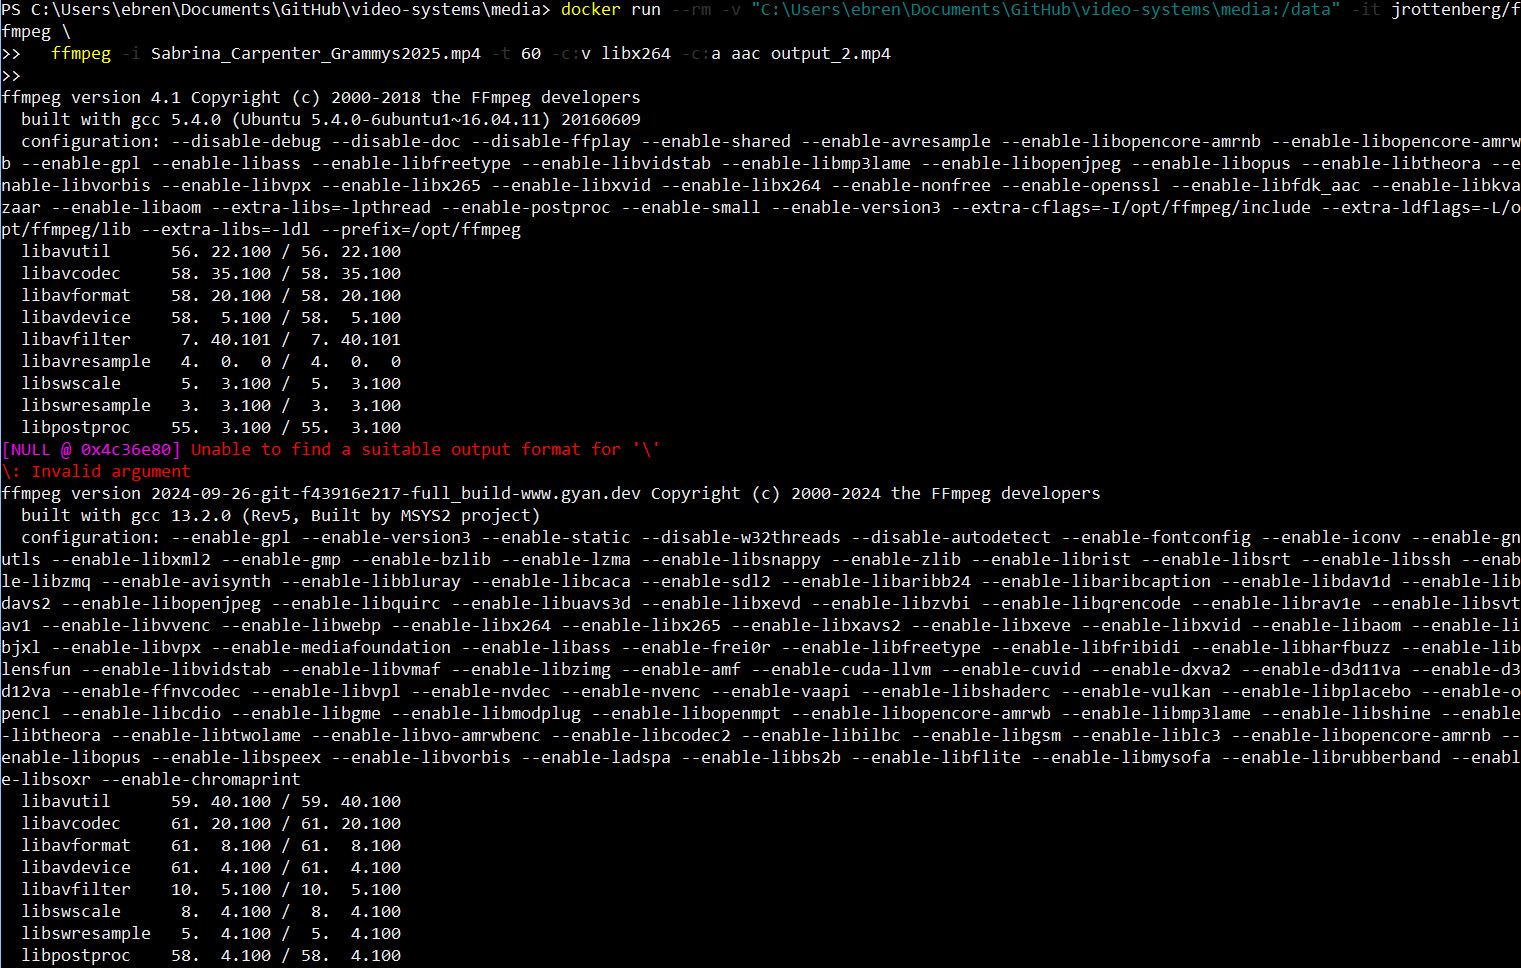 PS C:\Users\ebren\Documents\GitHub\video-systems\media> docker run --rm -v "C:\Users\ebren\Documents\GitHub\video-systems\media:/data" -it jrottenberg/f
fmpeg \
>>   ffmpeg -i Sabrina_Carpenter_Grammys2025.mp4 -t 60 -c:v libx264 -c:a aac output_2.mp4
>>
ffmpeg version 4.1 Copyright (c) 2000-2018 the FFmpeg developers
  built with gcc 5.4.0 (Ubuntu 5.4.0-6ubuntu1~16.04.11) 20160609
  configuration: --disable-debug --disable-doc --disable-ffplay --enable-shared --enable-avresample --enable-libopencore-amrnb --enable-libopencore-amrw
b --enable-gpl --enable-libass --enable-libfreetype --enable-libvidstab --enable-libmp3lame --enable-libopenjpeg --enable-libopus --enable-libtheora --e
nable-libvorbis --enable-libvpx --enable-libx265 --enable-libxvid --enable-libx264 --enable-nonfree --enable-openssl --enable-libfdk_aac --enable-libkva
zaar --enable-libaom --extra-libs=-lpthread --enable-postproc --enable-small --enable-version3 --extra-cflags=-I/opt/ffmpeg/include --extra-ldflags=-L/o
pt/ffmpeg/lib --extra-libs=-ldl --prefix=/opt/ffmpeg
  libavutil      56. 22.100 / 56. 22.100
  libavcodec     58. 35.100 / 58. 35.100
  libavformat    58. 20.100 / 58. 20.100
  libavdevice    58.  5.100 / 58.  5.100
  libavfilter     7. 40.101 /  7. 40.101
  libavresample   4.  0.  0 /  4.  0.  0
  libswscale      5.  3.100 /  5.  3.100
  libswresample   3.  3.100 /  3.  3.100
  libpostproc    55.  3.100 / 55.  3.100
[NULL @ 0x4c36e80] Unable to find a suitable output format for '\'
\: Invalid argument
ffmpeg version 2024-09-26-git-f43916e217-full_build-www.gyan.dev Copyright (c) 2000-2024 the FFmpeg developers
  built with gcc 13.2.0 (Rev5, Built by MSYS2 project)
  configuration: --enable-gpl --enable-version3 --enable-static --disable-w32threads --disable-autodetect --enable-fontconfig --enable-iconv --enable-gn
utls --enable-libxml2 --enable-gmp --enable-bzlib --enable-lzma --enable-libsnappy --enable-zlib --enable-librist --enable-libsrt --enable-libssh --enab
le-libzmq --enable-avisynth --enable-libbluray --enable-libcaca --enable-sdl2 --enable-libaribb24 --enable-libaribcaption --enable-libdav1d --enable-lib
davs2 --enable-libopenjpeg --enable-libquirc --enable-libuavs3d --enable-libxevd --enable-libzvbi --enable-libqrencode --enable-librav1e --enable-libsvt
av1 --enable-libvvenc --enable-libwebp --enable-libx264 --enable-libx265 --enable-libxavs2 --enable-libxeve --enable-libxvid --enable-libaom --enable-li
bjxl --enable-libvpx --enable-mediafoundation --enable-libass --enable-frei0r --enable-libfreetype --enable-libfribidi --enable-libharfbuzz --enable-lib
lensfun --enable-libvidstab --enable-libvmaf --enable-libzimg --enable-amf --enable-cuda-llvm --enable-cuvid --enable-dxva2 --enable-d3d11va --enable-d3
d12va --enable-ffnvcodec --enable-libvpl --enable-nvdec --enable-nvenc --enable-vaapi --enable-libshaderc --enable-vulkan --enable-libplacebo --enable-o
pencl --enable-libcdio --enable-libgme --enable-libmodplug --enable-libopenmpt --enable-libopencore-amrwb --enable-libmp3lame --enable-libshine --enable
-libtheora --enable-libtwolame --enable-libvo-amrwbenc --enable-libcodec2 --enable-libilbc --enable-libgsm --enable-liblc3 --enable-libopencore-amrnb --
enable-libopus --enable-libspeex --enable-libvorbis --enable-ladspa --enable-libbs2b --enable-libflite --enable-libmysofa --enable-librubberband --enabl
e-libsoxr --enable-chromaprint
  libavutil      59. 40.100 / 59. 40.100
  libavcodec     61. 20.100 / 61. 20.100
  libavformat    61.  8.100 / 61.  8.100
  libavdevice    61.  4.100 / 61.  4.100
  libavfilter    10.  5.100 / 10.  5.100
  libswscale      8.  4.100 /  8.  4.100
  libswresample   5.  4.100 /  5.  4.100
  libpostproc    58.  4.100 / 58.  4.100